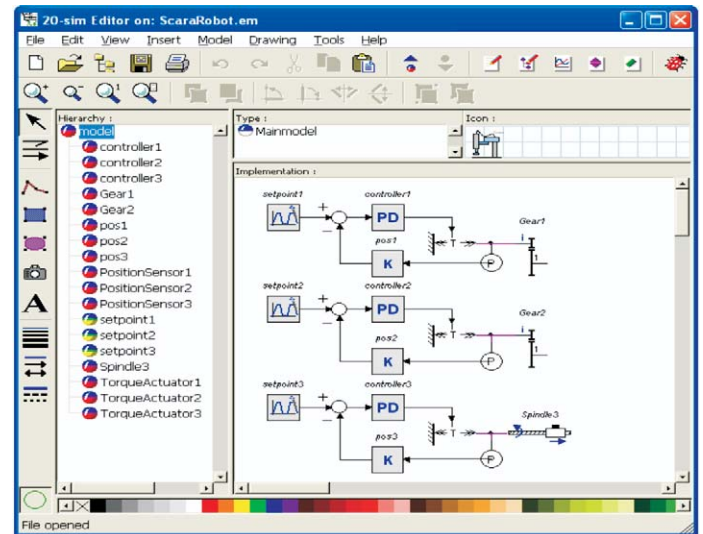 20-sim Editor on: ScaraRobot.em
File Edit View Insert Model Drawing Tools Help
Hierarchy :
model
controller1
controller2
controller3
Gear1
Gear2
pos1
pos2
pos3
PositionSensor1
PositionSensor2
PositionSensor3
setpoint1
setpoint2
setpoint3
Spindle3
TorqueActuator1
TorqueActuator2
TorqueActuator3
A
Type :
Mainmodel
Icon :
Implementation :
setpoint1 controller1
+ PD Gear1
− pos1 T i
K P 1
setpoint2 controller2
+ PD Gear2
− pos2 T i
K P 1
setpoint3 controller3
+ PD Spindle3
− pos3 T
K P
File opened